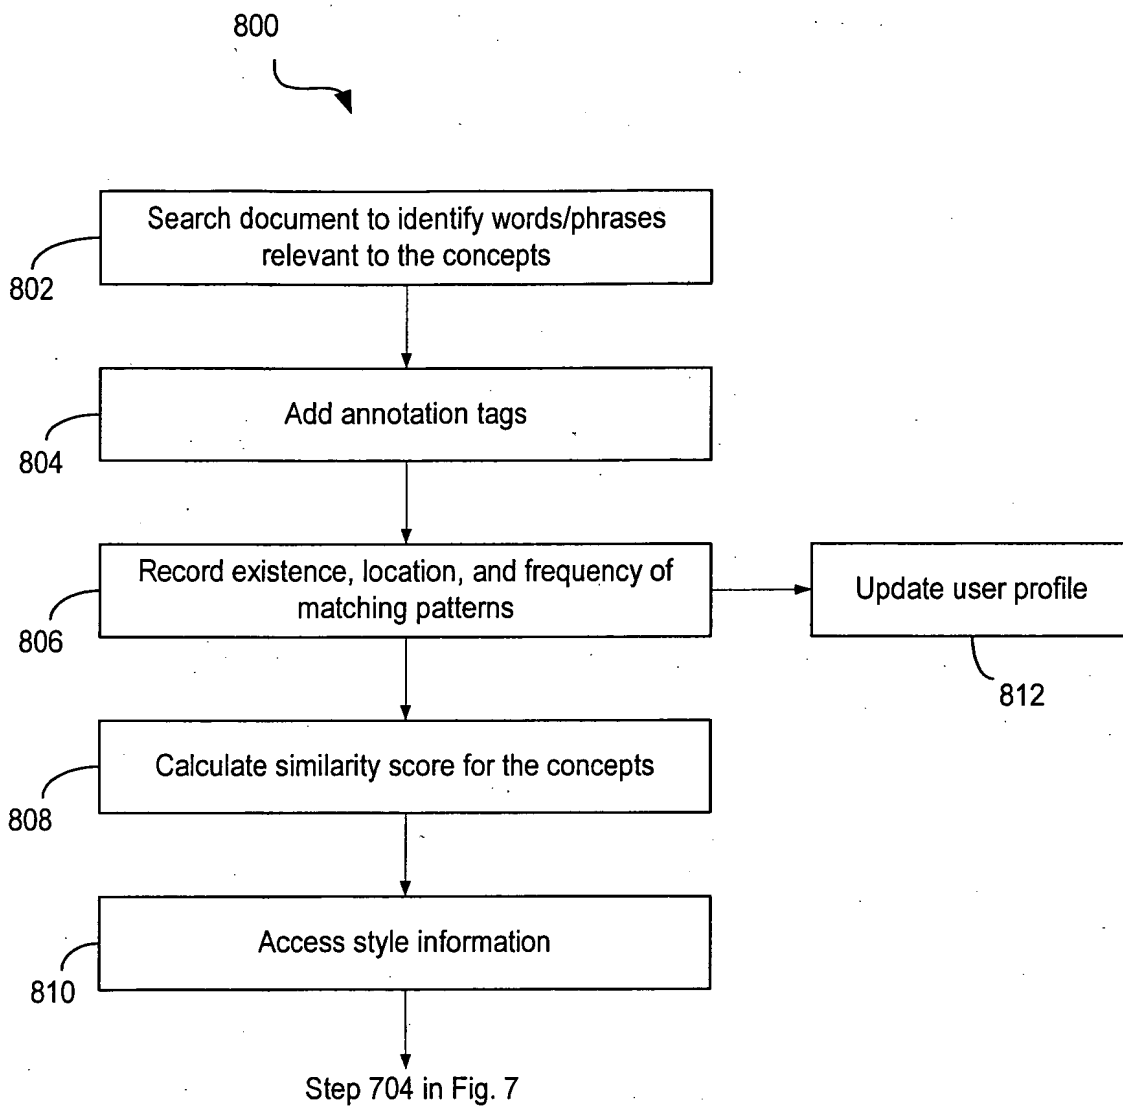 800
Search document to identify words/phrases
relevant to the concepts
802
Add annotation tags
804
Record existence, location, and frequency of
matching patterns
806
Update user profile
812
Calculate similarity score for the concepts
808
Access style information
810
Step 704 in Fig. 7